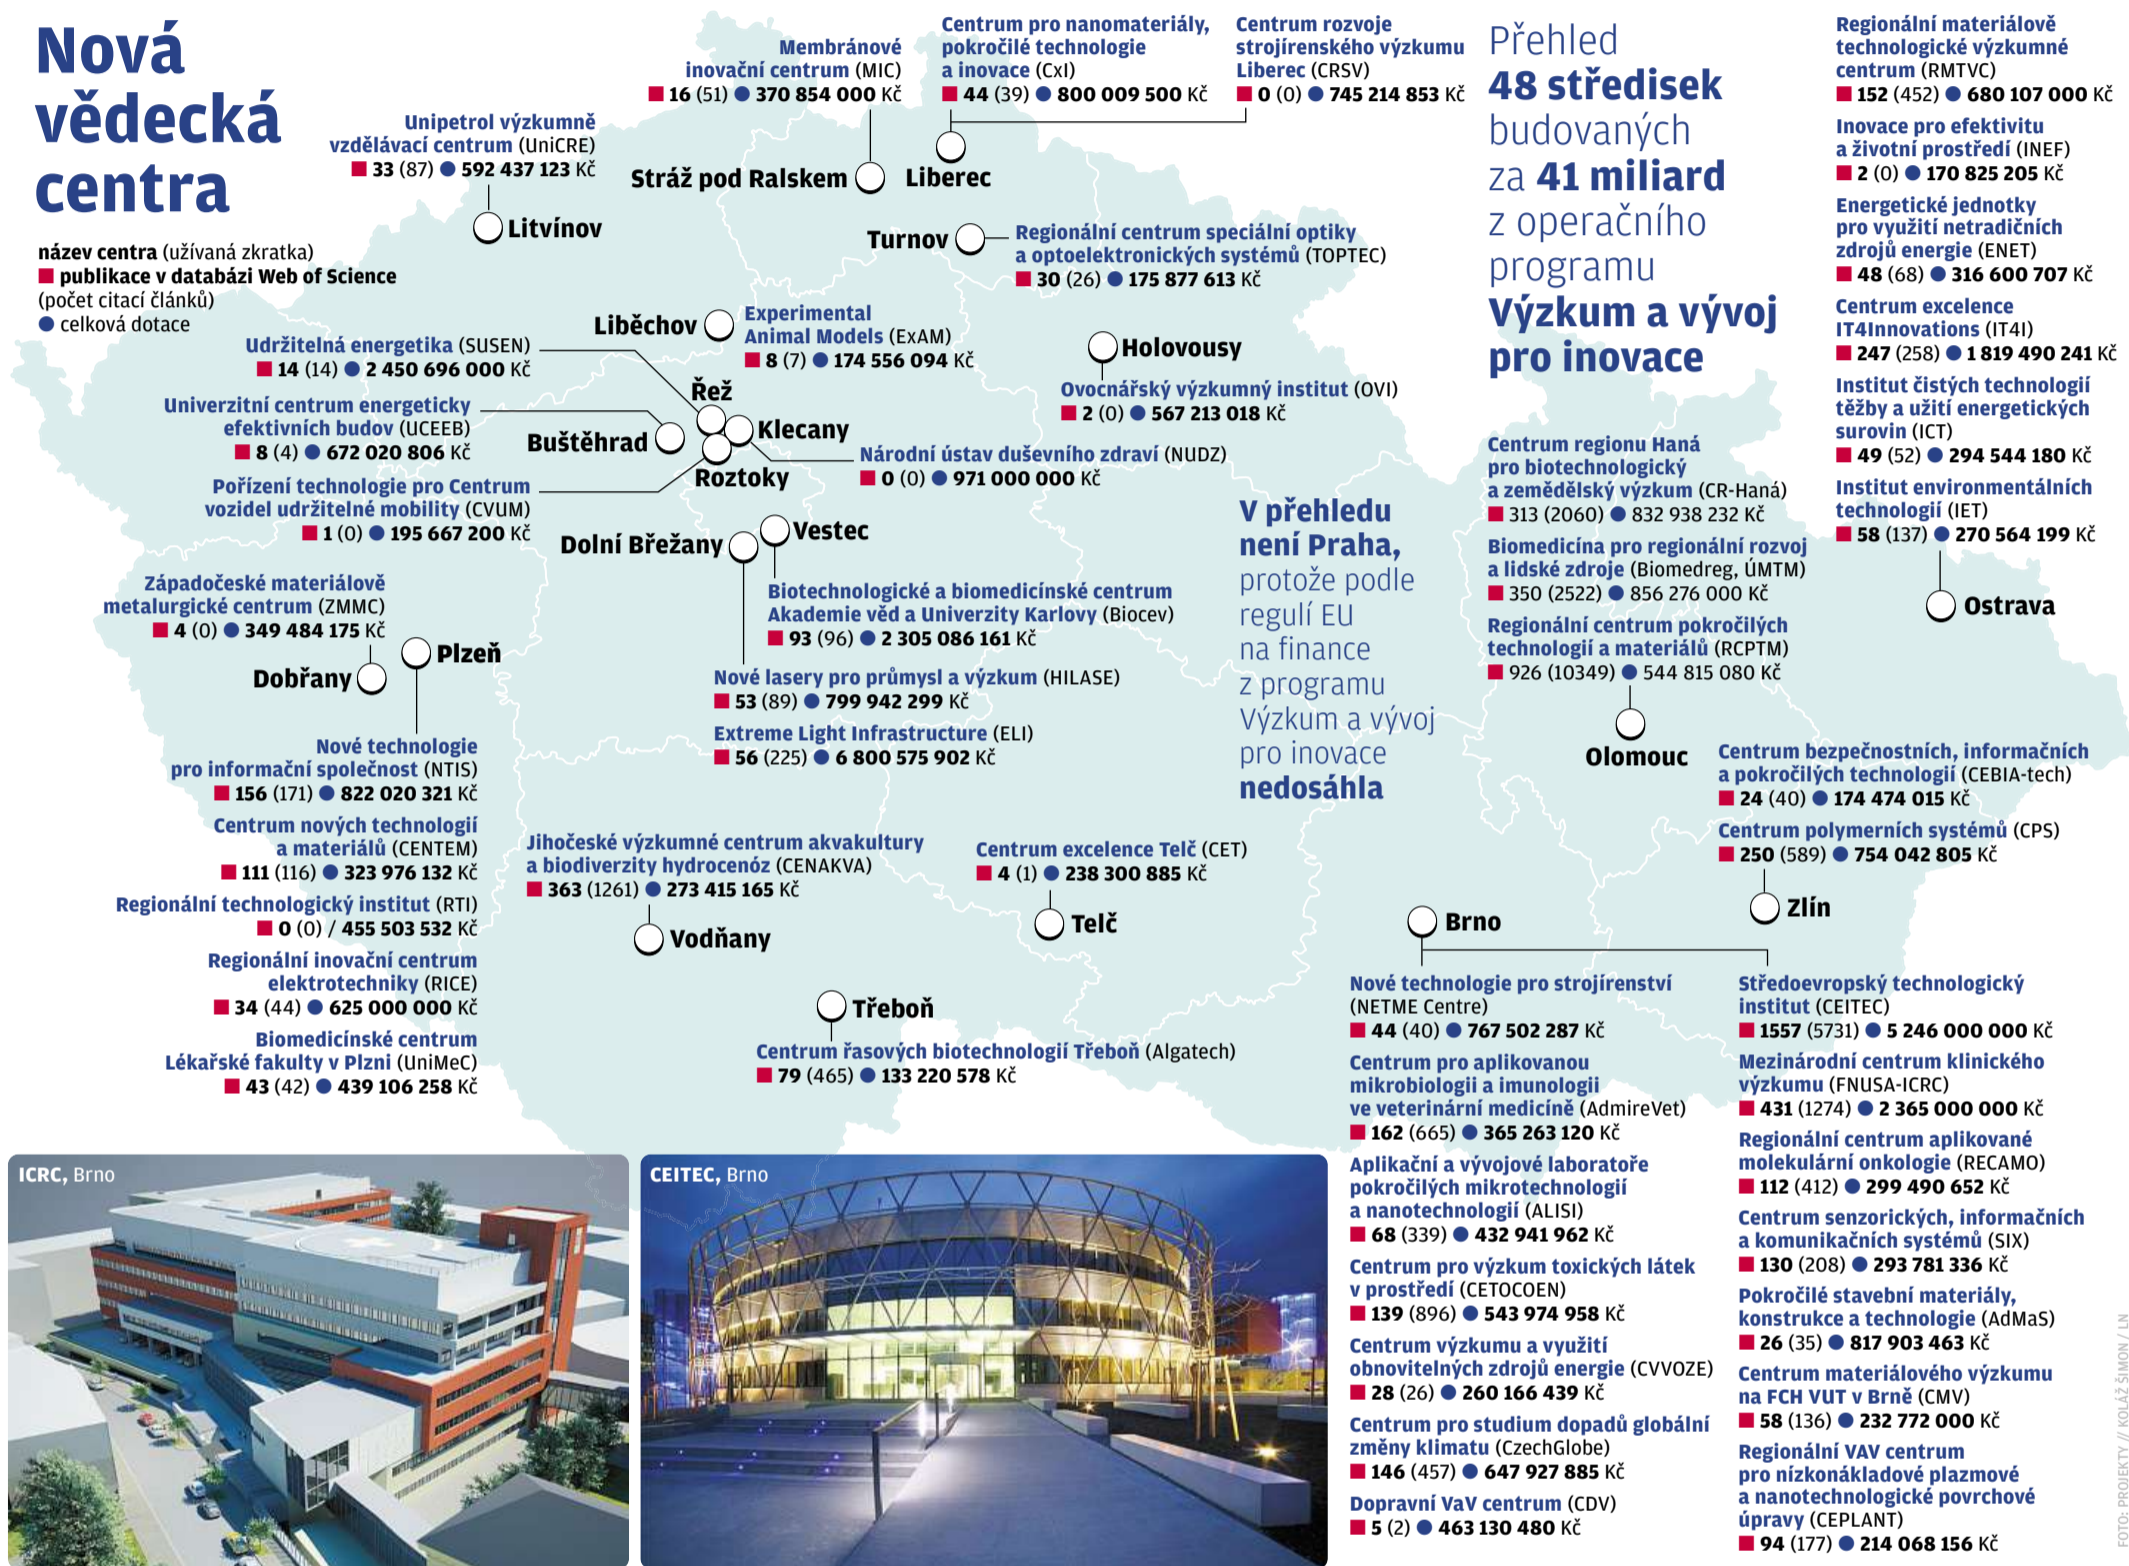 Nová
vědecká
centra
název centra (užívaná zkratka)
publikace v databázi Web of Science
(počet citací článků)
celková dotace
Unipetrol výzkumně
vzdělávací centrum (UniCRE)
33 (87) ● 592 437 123 Kč
Litvínov
Membránové
inovační centrum (MIC)
16 (51) ● 370 854 000 Kč
Stráž pod Ralskem
Centrum pro nanomateriály,
pokročilé technologie
a inovace (CxI)
44 (39) ● 800 009 500 Kč
Centrum rozvoje
strojírenského výzkumu
Liberec (CRSV)
0 (0) ● 745 214 853 Kč
Liberec
Turnov
Regionální centrum speciální optiky
a optoelektronických systémů (TOPTEC)
30 (26) ● 175 877 613 Kč
Liběchov
Experimental
Animal Models (ExAM)
8 (7) ● 174 556 094 Kč
Holovousy
Ovocnářský výzkumný institut (OVI)
2 (0) ● 567 213 018 Kč
Udržitelná energetika (SUSEN)
14 (14) ● 2 450 696 000 Kč
Řež
Univerzitní centrum energeticky
efektivních budov (UCEEB)
8 (4) ● 672 020 806 Kč
Buštěhrad
Klecany
Národní ústav duševního zdraví (NUDZ)
0 (0) ● 971 000 000 Kč
Roztoky
Pořízení technologie pro Centrum
vozidel udržitelné mobility (CVUM)
1 (0) ● 195 667 200 Kč
Dolní Břežany
Vestec
Biotechnologické a biomedicínské centrum
Akademie věd a Univerzity Karlovy (Biocev)
93 (96) ● 2 305 086 161 Kč
Nové lasery pro průmysl a výzkum (HILASE)
53 (89) ● 799 942 299 Kč
Extreme Light Infrastructure (ELI)
56 (225) ● 6 800 575 902 Kč
Západočeské materiálově
metalurgické centrum (ZMMC)
4 (0) ● 349 484 175 Kč
Dobřany
Plzeň
Nové technologie
pro informační společnost (NTIS)
156 (171) ● 822 020 321 Kč
Centrum nových technologií
a materiálů (CENTEM)
111 (116) ● 323 976 132 Kč
Regionální technologický institut (RTI)
0 (0) / 455 503 532 Kč
Regionální inovační centrum
elektrotechniky (RICE)
34 (44) ● 625 000 000 Kč
Biomedicínské centrum
Lékařské fakulty v Plzni (UniMeC)
43 (42) ● 439 106 258 Kč
Jihočeské výzkumné centrum akvakultury
a biodiverzity hydrocenóz (CENAKVA)
363 (1261) ● 273 415 165 Kč
Vodňany
Centrum excelence Telč (CET)
4 (1) ● 238 300 885 Kč
Telč
Třeboň
Centrum řasových biotechnologií Třeboň (Algatech)
79 (465) ● 133 220 578 Kč
Přehled
48 středisek
budovaných
za 41 miliard
z operačního
programu
Výzkum a vývoj
pro inovace
V přehledu
není Praha,
protože podle
regulí EU
na finance
z programu
Výzkum a vývoj
pro inovace
nedosáhla
Centrum regionu Haná
pro biotechnologický
a zemědělský výzkum (CR-Haná)
313 (2060) ● 832 938 232 Kč
Biomedicína pro regionální rozvoj
a lidské zdroje (Biomedreg, ÚMTM)
350 (2522) ● 856 276 000 Kč
Regionální centrum pokročilých
technologií a materiálů (RCPTM)
926 (10349) ● 544 815 080 Kč
Olomouc
Regionální materiálově
technologické výzkumné
centrum (RMTVC)
152 (452) ● 680 107 000 Kč
Inovace pro efektivitu
a životní prostředí (INEF)
2 (0) ● 170 825 205 Kč
Energetické jednotky
pro využití netradičních
zdrojů energie (ENET)
48 (68) ● 316 600 707 Kč
Centrum excelence
IT4Innovations (IT4I)
247 (258) ● 1 819 490 241 Kč
Institut čistých technologií
těžby a užití energetických
surovin (ICT)
49 (52) ● 294 544 180 Kč
Institut environmentálních
technologií (IET)
58 (137) ● 270 564 199 Kč
Ostrava
Centrum bezpečnostních, informačních
a pokročilých technologií (CEBIA-tech)
24 (40) ● 174 474 015 Kč
Centrum polymerních systémů (CPS)
250 (589) ● 754 042 805 Kč
Zlín
Brno
Nové technologie pro strojírenství
(NETME Centre)
44 (40) ● 767 502 287 Kč
Centrum pro aplikovanou
mikrobiologii a imunologii
ve veterinární medicíně (AdmireVet)
162 (665) ● 365 263 120 Kč
Aplikační a vývojové laboratoře
pokročilých mikrotechnologií
a nanotechnologií (ALISI)
68 (339) ● 432 941 962 Kč
Centrum pro výzkum toxických látek
v prostředí (CETOCOEN)
139 (896) ● 543 974 958 Kč
Centrum výzkumu a využití
obnovitelných zdrojů energie (CVVOZE)
28 (26) ● 260 166 439 Kč
Centrum pro studium dopadů globální
změny klimatu (CzechGlobe)
146 (457) ● 647 927 885 Kč
Dopravní VaV centrum (CDV)
5 (2) ● 463 130 480 Kč
Středoevropský technologický
institut (CEITEC)
1557 (5731) ● 5 246 000 000 Kč
Mezinárodní centrum klinického
výzkumu (FNUSA-ICRC)
431 (1274) ● 2 365 000 000 Kč
Regionální centrum aplikované
molekulární onkologie (RECAMO)
112 (412) ● 299 490 652 Kč
Centrum senzorických, informačních
a komunikačních systémů (SIX)
130 (208) ● 293 781 336 Kč
Pokročilé stavební materiály,
konstrukce a technologie (AdMaS)
26 (35) ● 817 903 463 Kč
Centrum materiálového výzkumu
na FCH VUT v Brně (CMV)
58 (136) ● 232 772 000 Kč
Regionální VAV centrum
pro nízkonákladové plazmové
a nanotechnologické povrchové
úpravy (CEPLANT)
94 (177) ● 214 068 156 Kč
ICRC, Brno
CEITEC, Brno
FOTO: PROJEKTY // KOLÁŽ ŠIMON / LN